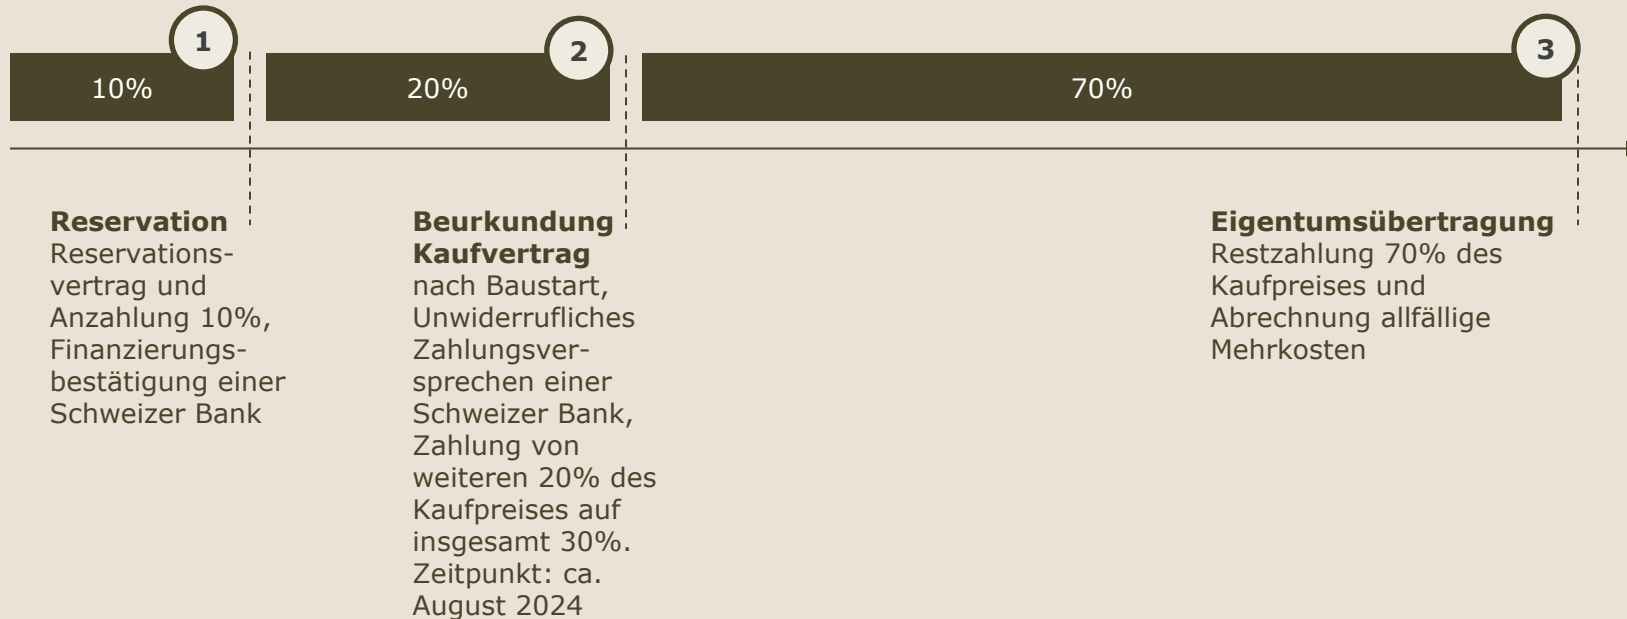 1
2
3
10%
20%
70%
Reservation
Reservations-
vertrag und
Anzahlung 10%,
Finanzierungs-
bestätigung einer
Schweizer Bank
Beurkundung
Kaufvertrag
nach Baustart,
Unwiderrufliches
Zahlungsver-
sprechen einer
Schweizer Bank,
Zahlung von
weiteren 20% des
Kaufpreises auf
insgesamt 30%.
Zeitpunkt: ca.
August 2024
Eigentumsübertragung
Restzahlung 70% des
Kaufpreises und
Abrechnung allfällige
Mehrkosten